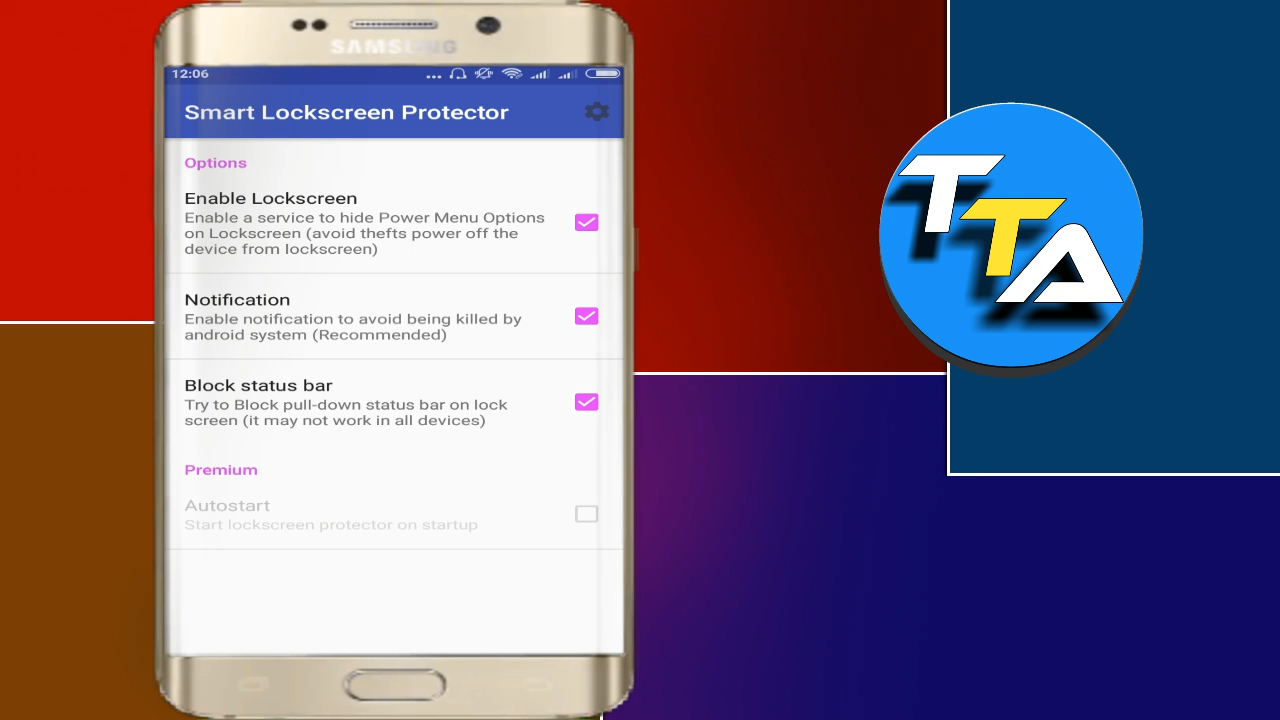 SAMSUNG
12:06
Smart Lockscreen Protector
Options
Enable Lockscreen
Enable a service to hide Power Menu Options
on Lockscreen (avoid thefts power off the
device from lockscreen)
Notification
Enable notification to avoid being killed by
android system (Recommended)
Block status bar
Try to Block pull-down status bar on lock
screen (it may not work in all devices)
Premium
Autostart
Start lockscreen protector on startup
TTA